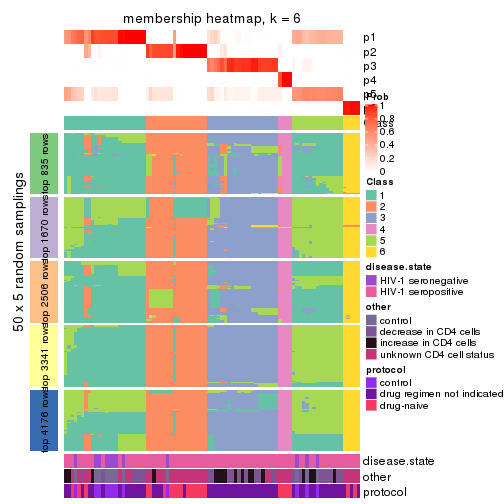 membership heatmap, k = 6
p1
p2
p3
p4
p5
Prob
1
0.8
0.6
0.4
0.2
0
Class
1
2
3
4
5
6
disease.state
HIV-1 seronegative
HIV-1 seropositive
other
control
decrease in CD4 cells
increase in CD4 cells
unknown CD4 cell status
protocol
control
drug regimen not indicated
drug-naive
50 x 5 random samplings
top 835 rows
top 1670 rows
top 2506 rows
top 3341 rows
top 4176 rows
disease.state
other
protocol